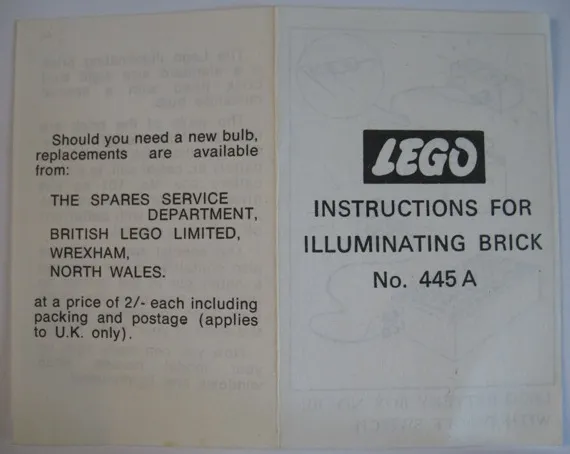 Should you need a new bulb,
replacements are available
from:
THE SPARES SERVICE
DEPARTMENT,
BRITISH LEGO LIMITED,
WREXHAM,
NORTH WALES.
at a price of 2/- each including
packing and postage (applies
to U.K. only).
LEGO
INSTRUCTIONS FOR
ILLUMINATING BRICK
No. 445 A